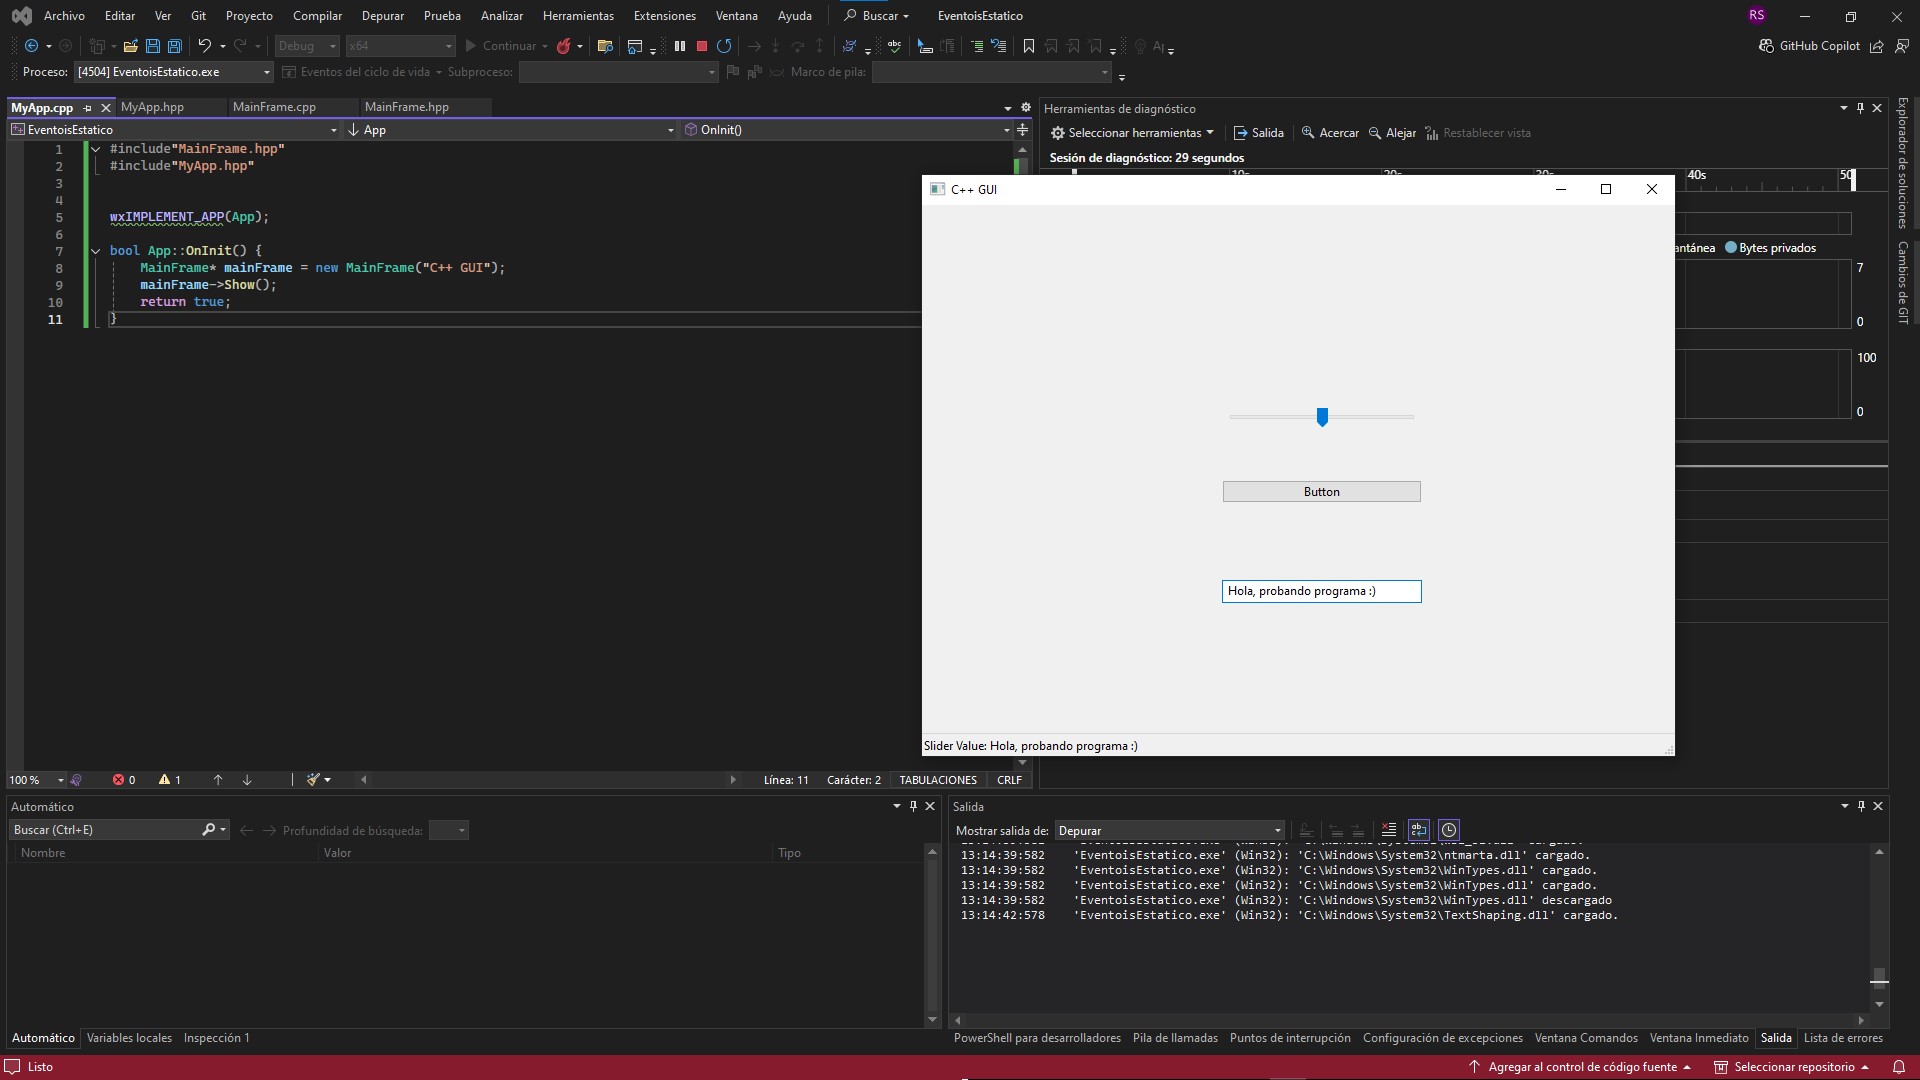 Archivo Editar Ver Git Proyecto Compilar Depurar Prueba Analizar Herramientas Extensiones Ventana Ayuda Buscar EventoisEstatico RS
Debug x64 Continuar GitHub Copilot
Proceso: [4504] EventoisEstatico.exe Eventos del ciclo de vida Subproceso: Marco de pila:
MyApp.cpp MyApp.hpp MainFrame.cpp MainFrame.hpp
EventoisEstatico App OnInit()
1 #include"MainFrame.hpp"
2 #include"MyApp.hpp"
3
4
5 wxIMPLEMENT_APP(App);
6
7 bool App::OnInit() {
8 MainFrame* mainFrame = new MainFrame("C++ GUI");
9 mainFrame->Show();
10 return true;
11 }
100 % 0 1 Línea: 11 Carácter: 2 TABULACIONES CRLF
Herramientas de diagnóstico
Seleccionar herramientas Salida Acercar Alejar Restablecer vista
Sesión de diagnóstico: 29 segundos
10s 20s 30s 40s 50
antánea Bytes privados
7
0
100
0
Explorador de soluciones
Cambios de GIT
C++ GUI
Button
Hola, probando programa :)
Slider Value: Hola, probando programa :)
Automático
Buscar (Ctrl+E) Profundidad de búsqueda:
Nombre Valor Tipo
Automático Variables locales Inspección 1
Salida
Mostrar salida de: Depurar
13:14:39:582 'EventoisEstatico.exe' (Win32): 'C:\Windows\System32\ntmarta.dll' cargado.
13:14:39:582 'EventoisEstatico.exe' (Win32): 'C:\Windows\System32\WinTypes.dll' cargado.
13:14:39:582 'EventoisEstatico.exe' (Win32): 'C:\Windows\System32\WinTypes.dll' cargado.
13:14:39:582 'EventoisEstatico.exe' (Win32): 'C:\Windows\System32\WinTypes.dll' descargado
13:14:42:578 'EventoisEstatico.exe' (Win32): 'C:\Windows\System32\TextShaping.dll' cargado.
PowerShell para desarrolladores Pila de llamadas Puntos de interrupción Configuración de excepciones Ventana Comandos Ventana Inmediato Salida Lista de errores
Listo Agregar al control de código fuente Seleccionar repositorio